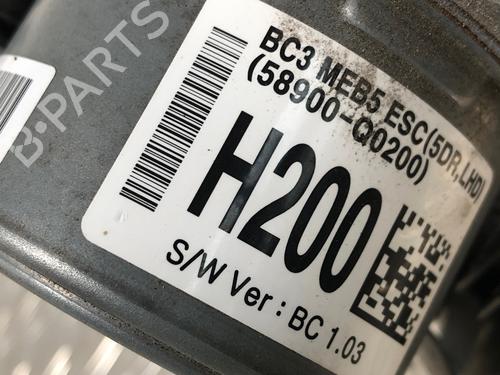 BC3 MEB5 ESC(5DR,LHD)
(58900-Q0200)
H200
S/W Ver : BC 1.03
B-PARTS